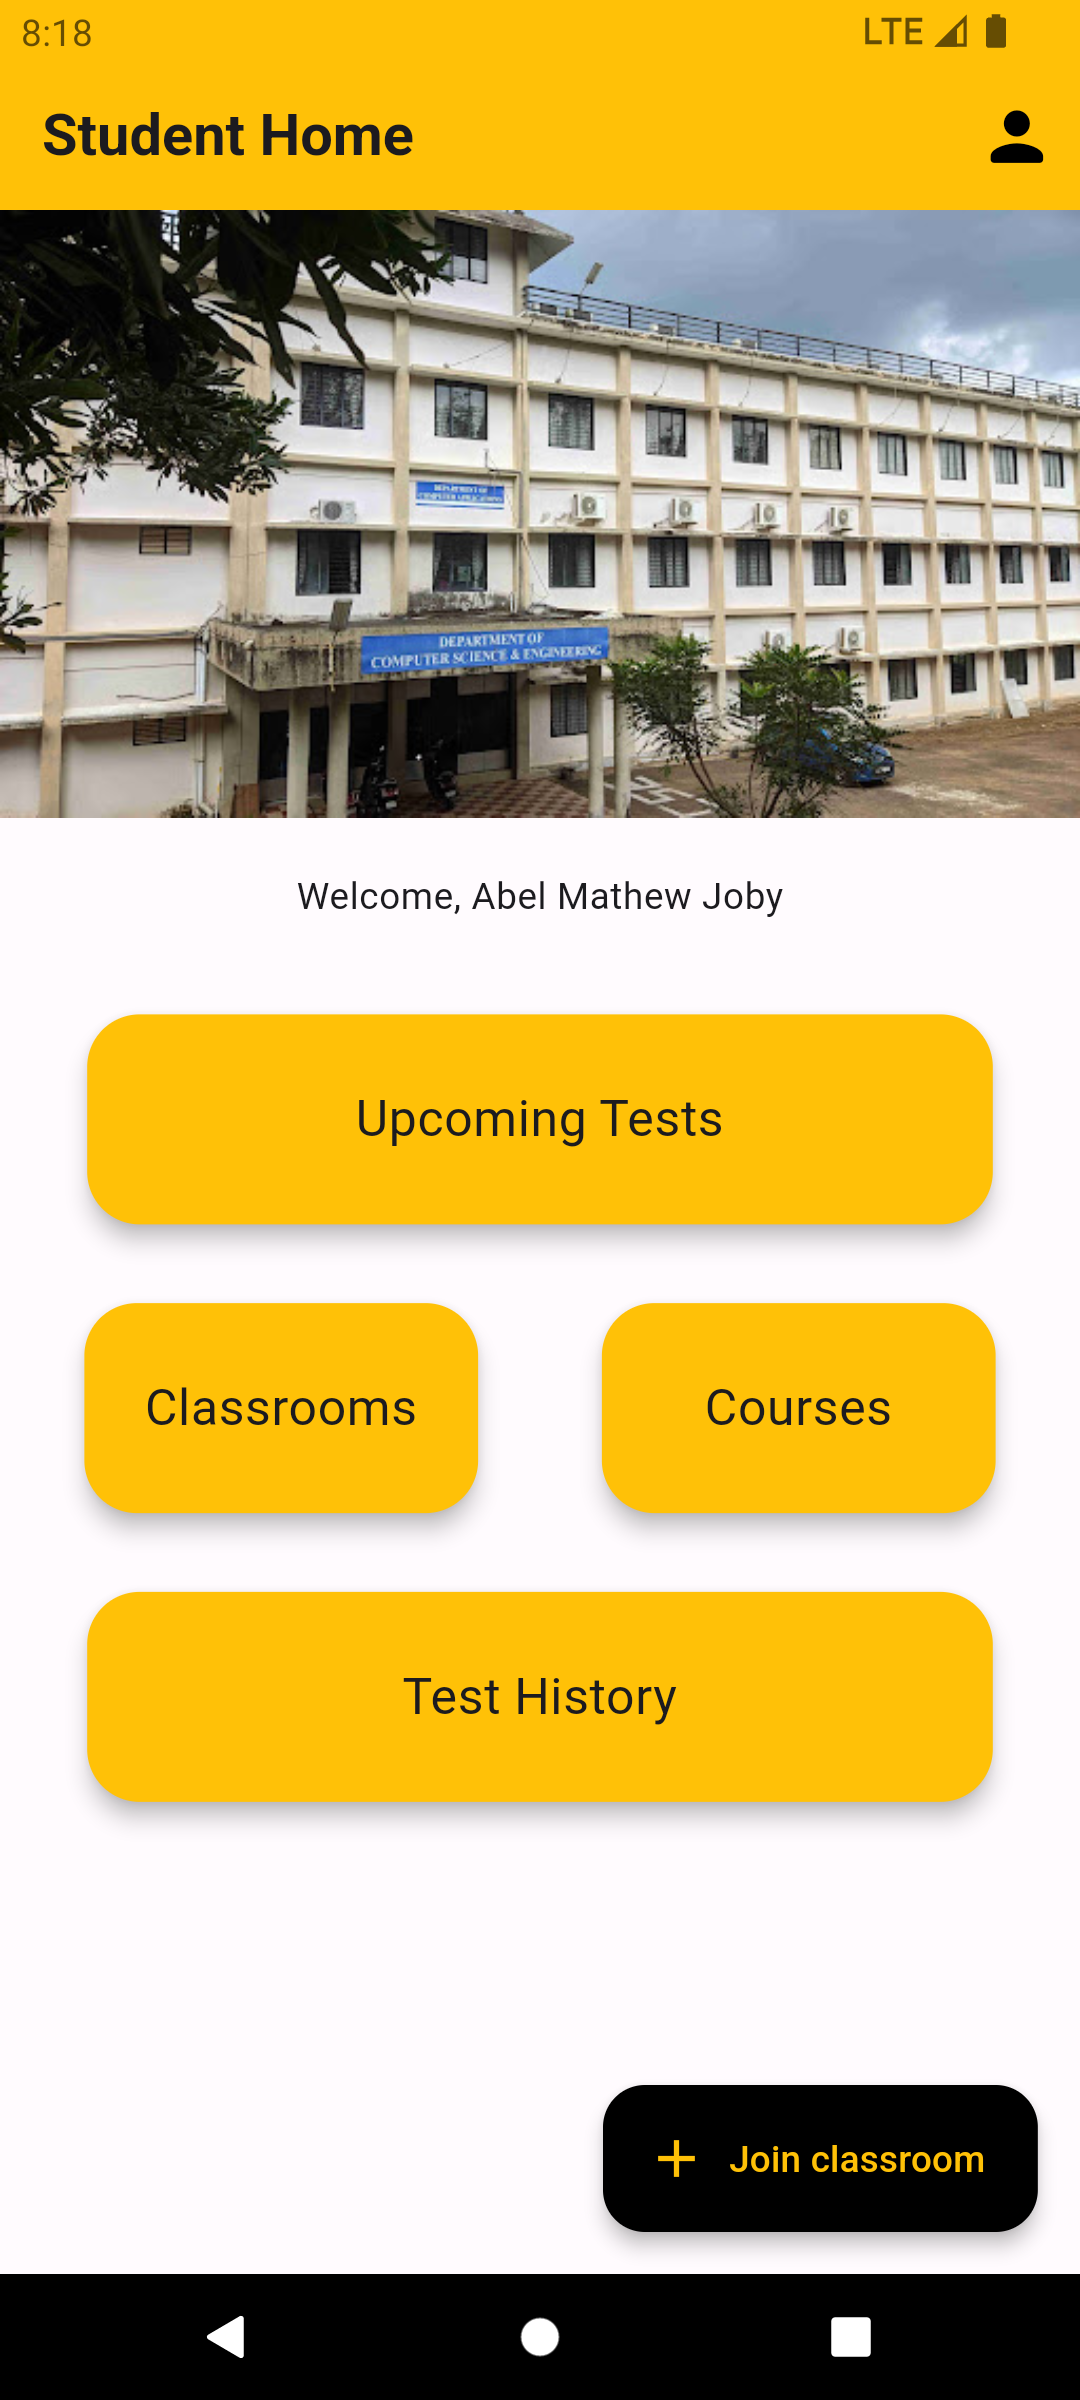 8:18
LTE
Student Home
DEPARTMENT OF
COMPUTER APPLICATIONS
DEPARTMENT OF
COMPUTER SCIENCE & ENGINEERING
Welcome, Abel Mathew Joby
Upcoming Tests
Classrooms
Courses
Test History
+ Join classroom